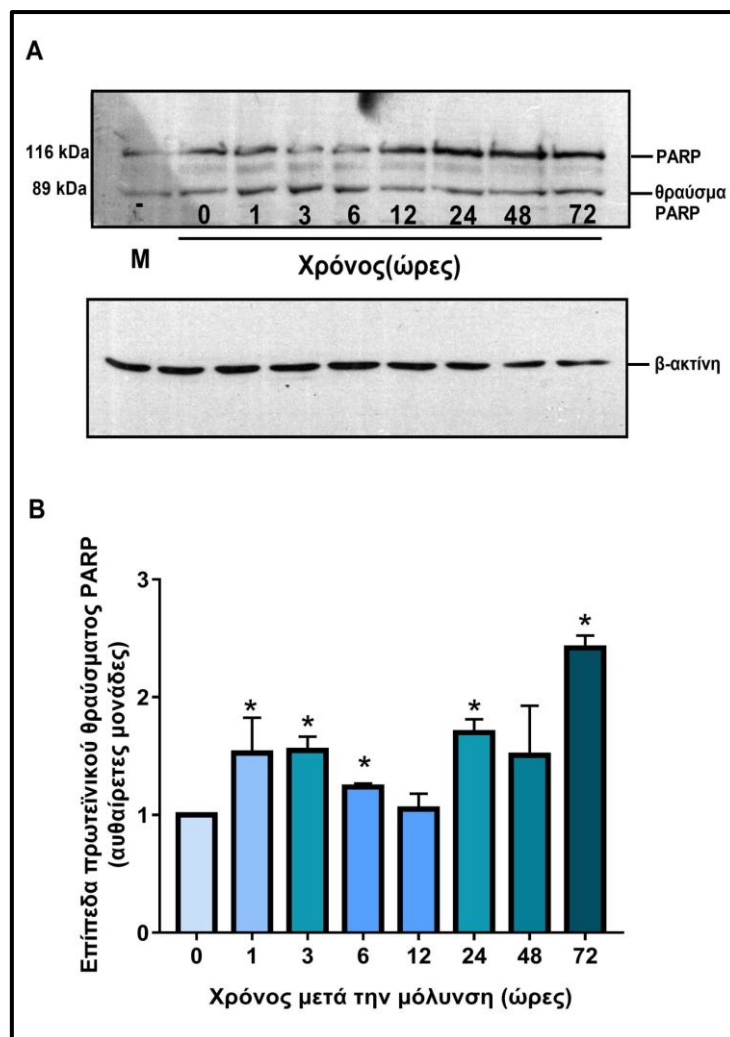 A
116 kDa
PARP
89 kDa
θραύσμα
PARP
- 0 1 3 6 12 24 48 72
M
Χρόνος(ώρες)
β-ακτίνη
B
Επίπεδα πρωτεϊνικού θραύσματος PARP
(αυθαίρετες μονάδες)
3
2
1
0
* * * * *
0 1 3 6 12 24 48 72
Χρόνος μετά την μόλυνση (ώρες)